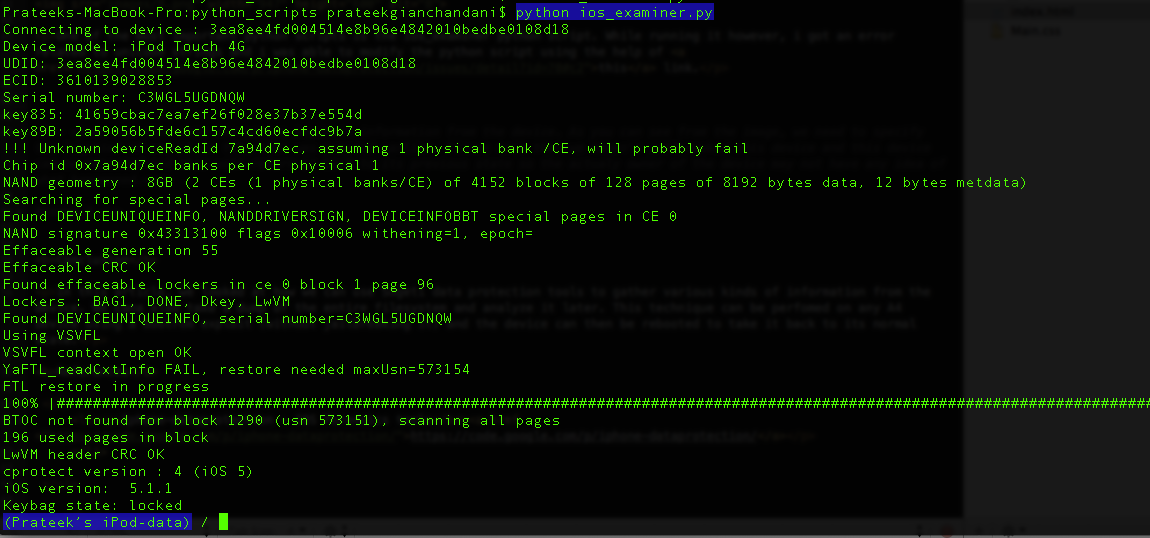 Prateeks-MacBook-Pro:python_scripts prateekgianchandani$ python ios_examiner.py
Connecting to device : 3ea8ee4fd004514e8b96e4842010bedbe0108d18
Device model: iPod Touch 4G
UDID: 3ea8ee4fd004514e8b96e4842010bedbe0108d18
ECID: 3610139028853
Serial number: C3WGL5UGDNQW
key835: 41659cbac7ea7ef26f028e37b37e554d
key89B: 2a59056b5fde6c157c4cd60ecfdc9b7a
!!! Unknown deviceReadId 7a94d7ec, assuming 1 physical bank /CE, will probably fail
Chip id 0x7a94d7ec banks per CE physical 1
NAND geometry : 8GB (2 CEs (1 physical banks/CE) of 4152 blocks of 128 pages of 8192 bytes data, 12 bytes metdata)
Searching for special pages...
Found DEVICEUNIQUEINFO, NANDDRIVERSIGN, DEVICEINFOBBT special pages in CE 0
NAND signature 0x43313100 flags 0x10006 withening=1, epoch=
Effaceable generation 55
Effaceable CRC OK
Found effaceable lockers in ce 0 block 1 page 96
Lockers : BAG1, DONE, Dkey, LwVM
Found DEVICEUNIQUEINFO, serial number=C3WGL5UGDNQW
Using VSVFL
VSVFL context open OK
YaFTL_readCxtInfo FAIL, restore needed maxUsn=573154
FTL restore in progress
100% |##########################################################################################################################
BTOC not found for block 1290 (usn 573151), scanning all pages
196 used pages in block
LwVM header CRC OK
cprotect version : 4 (iOS 5)
iOS version:  5.1.1
Keybag state: locked
(Prateek's iPod-data) /